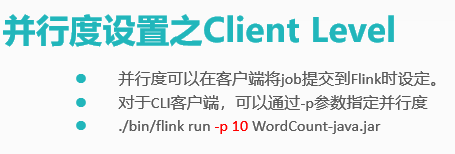 并行度设置之Client Level
并行度可以在客户端将job提交到Flink时设定。
对于CLI客户端，可以通过-p参数指定并行度
./bin/flink run -p 10 WordCount-java.jar